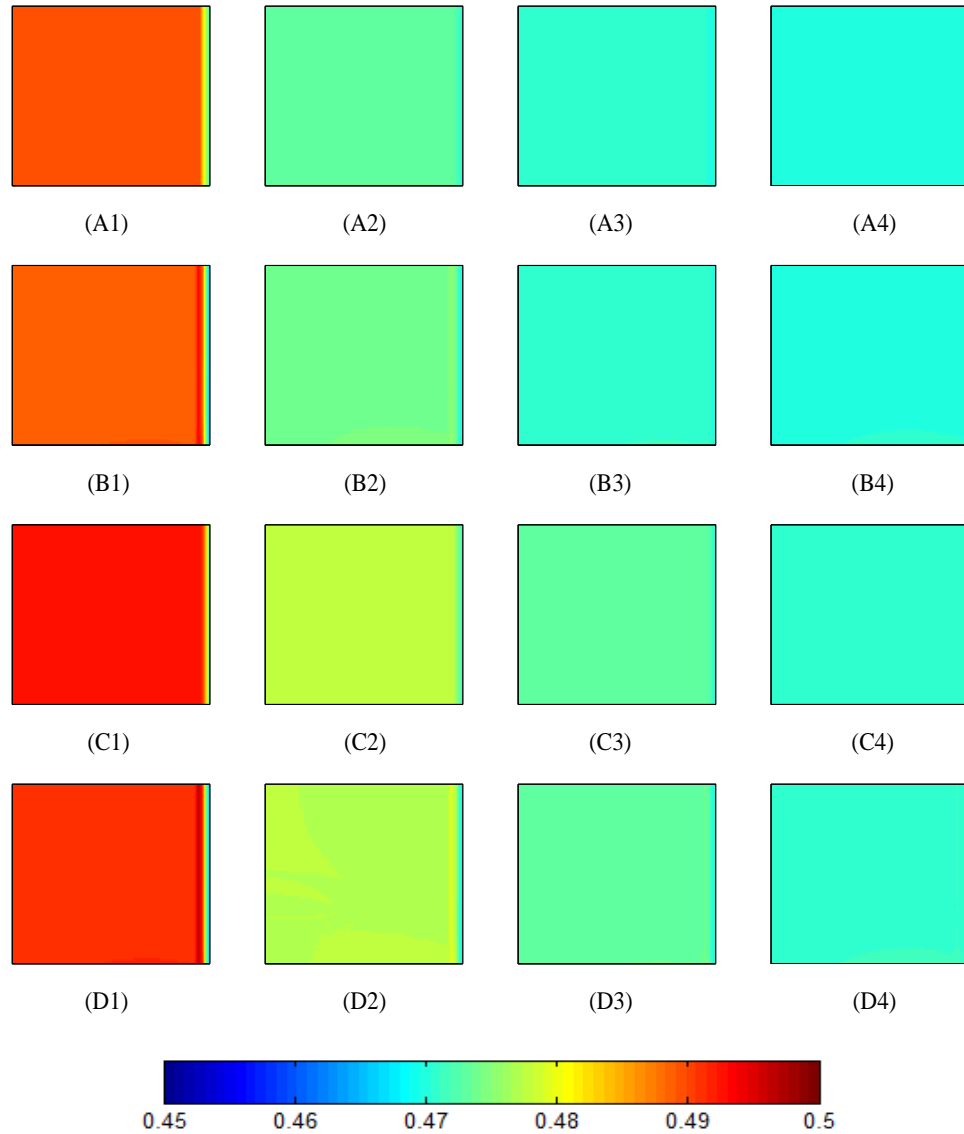 (A1) (A2) (A3) (A4)
(B1) (B2) (B3) (B4)
(C1) (C2) (C3) (C4)
(D1) (D2) (D3) (D4)
0.45 0.46 0.47 0.48 0.49 0.5